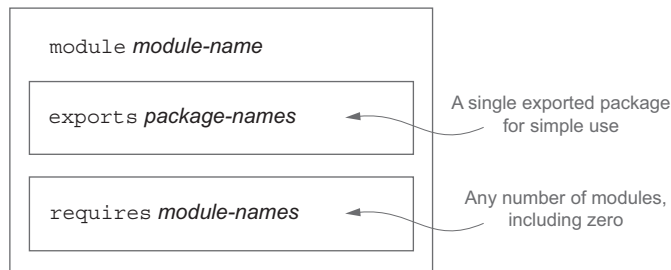 module module-name
exports package-names
A single exported package
for simple use
requires module-names
Any number of modules,
including zero